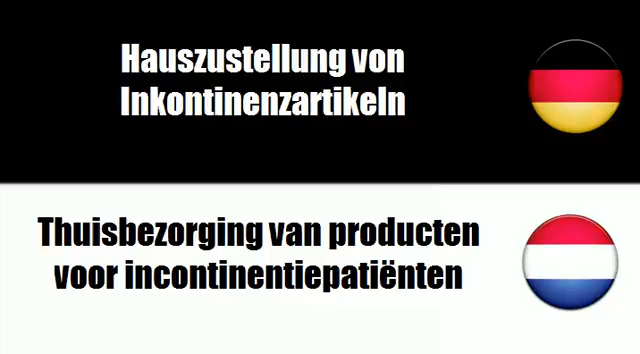 Hauszustellung von
Inkontinenzartikeln
Thuisbezorging van producten
voor incontinentiepatiënten